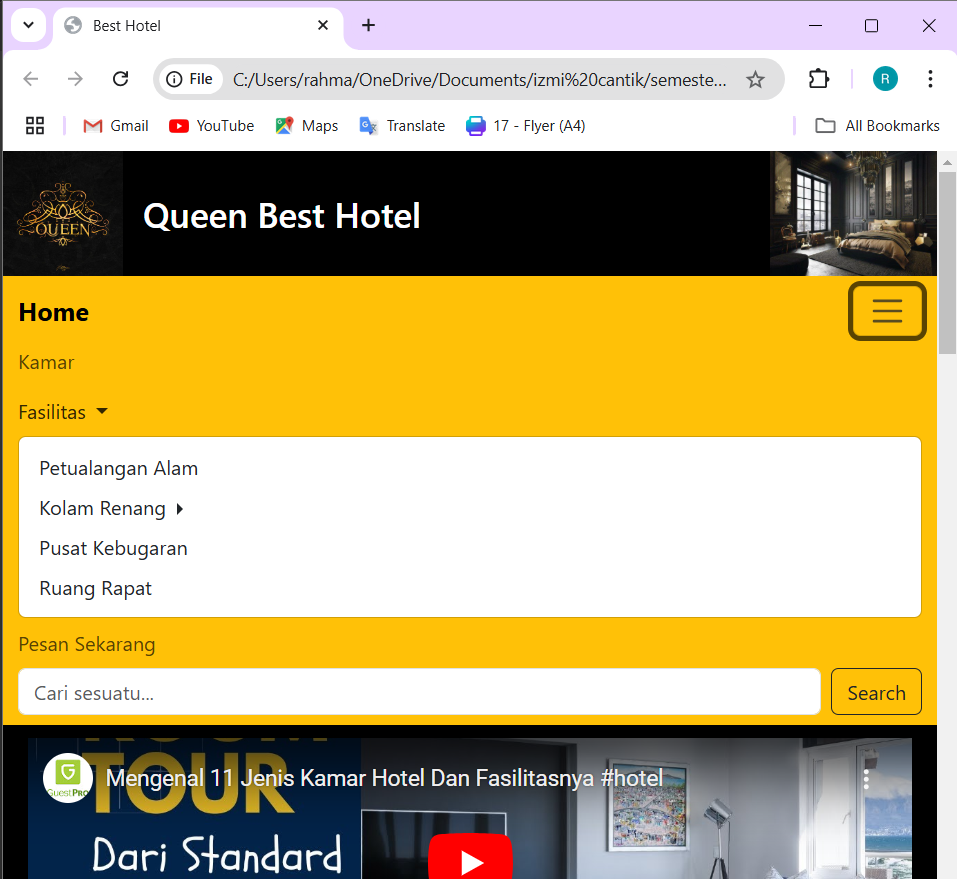 Best Hotel
File
C:/Users/rahma/OneDrive/Documents/izmi%20cantik/semeste...
R
Gmail
YouTube
Maps
Translate
17 - Flyer (A4)
All Bookmarks
QUEEN
Queen Best Hotel
Home
Kamar
Fasilitas
Petualangan Alam
Kolam Renang
Pusat Kebugaran
Ruang Rapat
Pesan Sekarang
Cari sesuatu...
Search
ROOM
Mengenal 11 Jenis Kamar Hotel Dan Fasilitasnya #hotel
GuestPRO
TOUR
Dari Standard